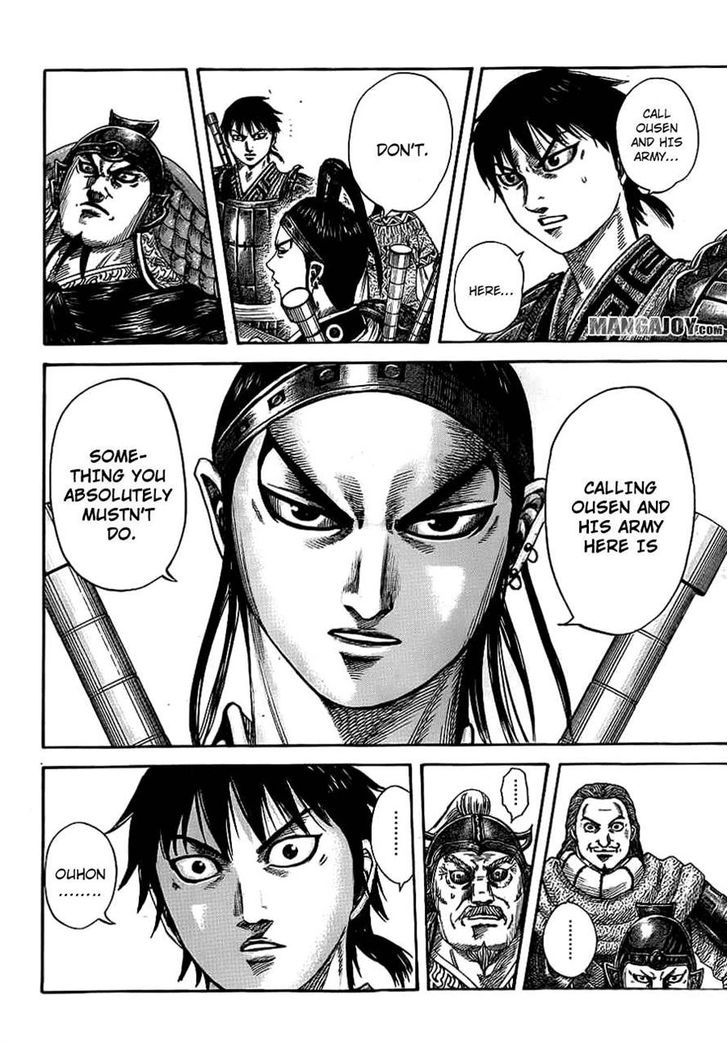 CALL
OUSEN
AND HIS
ARMY...
HERE...
DON'T.
MANGAJOY.COM
CALLING
OUSEN AND
HIS ARMY
HERE IS
SOME-
THING YOU
ABSOLUTELY
MUSTN'T
DO.
........
......
........
OUHON
........